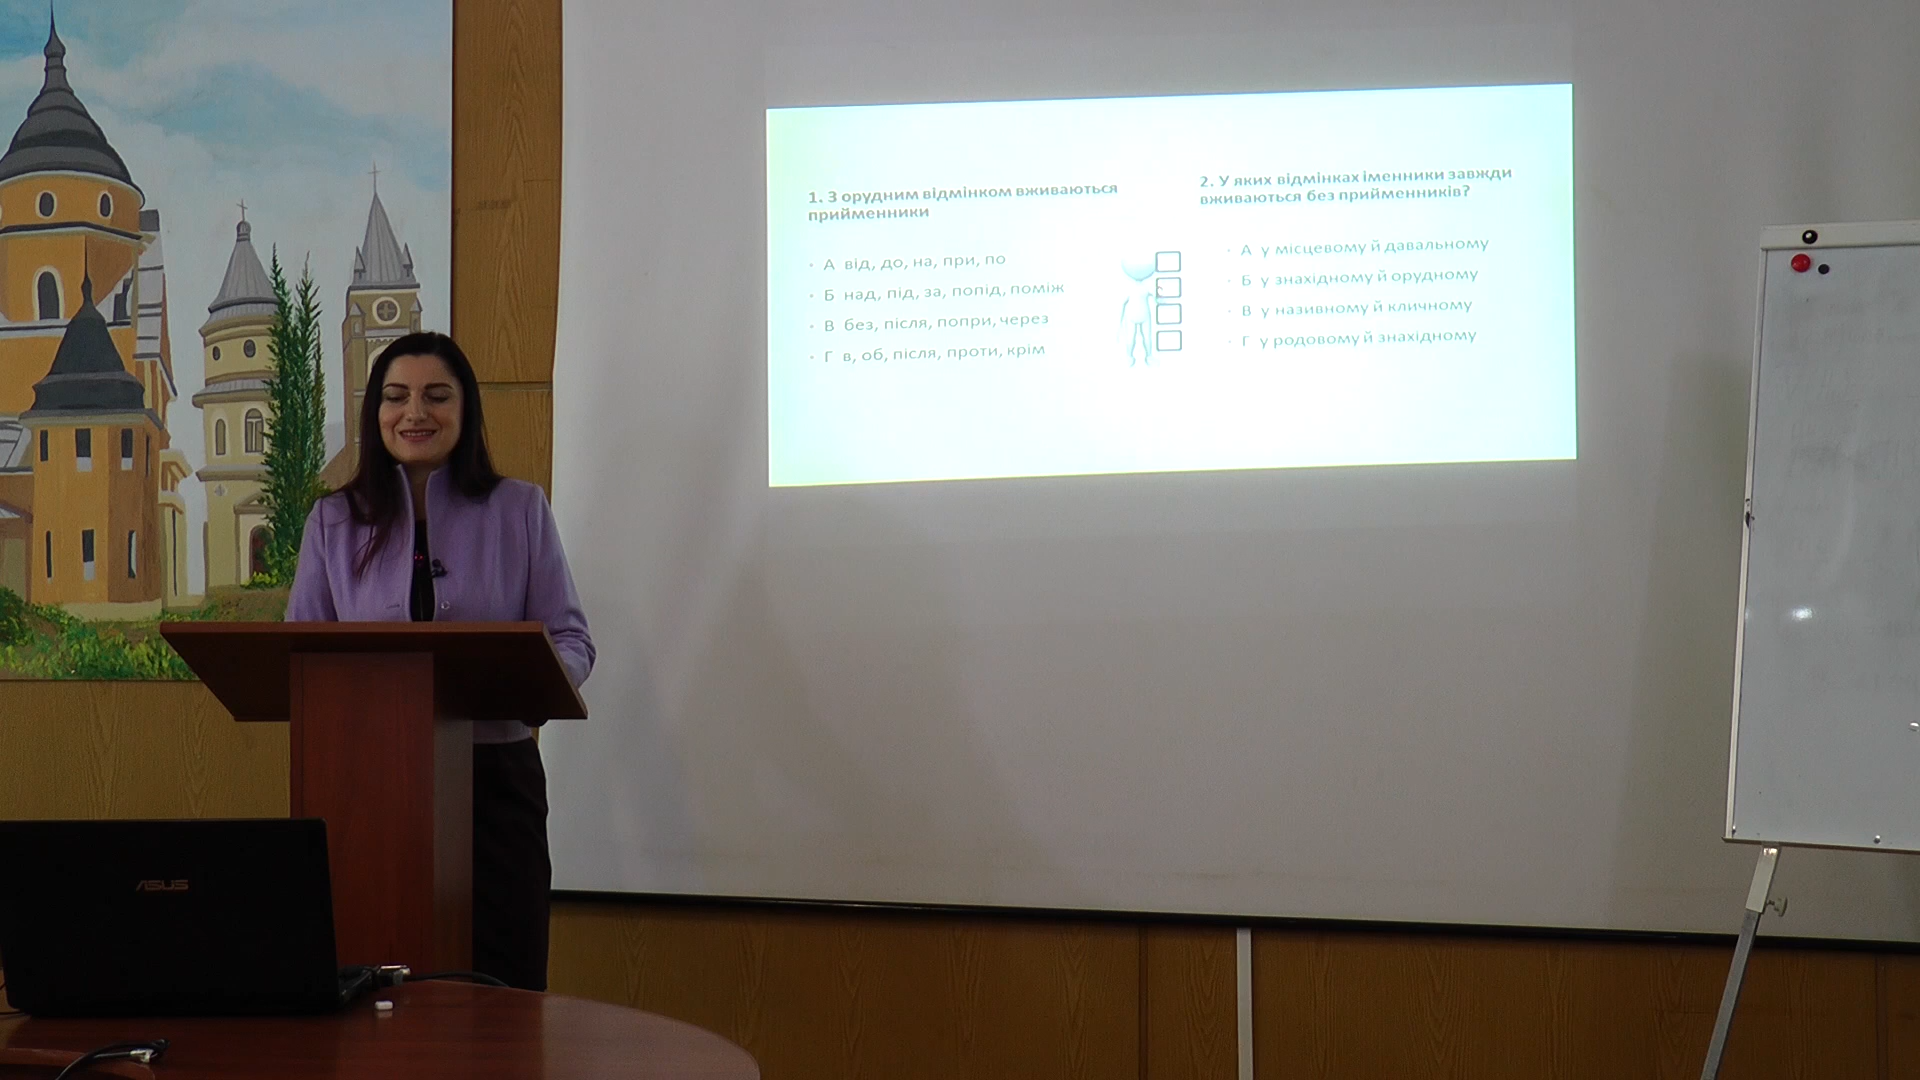 1. З орудним відмінком вживаються
прийменники
· А від, до, на, при, по
· Б над, під, за, попід, поміж
· В без, після, попри, через
· Г в, об, після, проти, крім
2. У яких відмінках іменники завжди
вживаються без прийменників?
· А у місцевому й давальному
· Б у знахідному й орудному
· В у називному й кличному
· Г у родовому й знахідному
ASUS